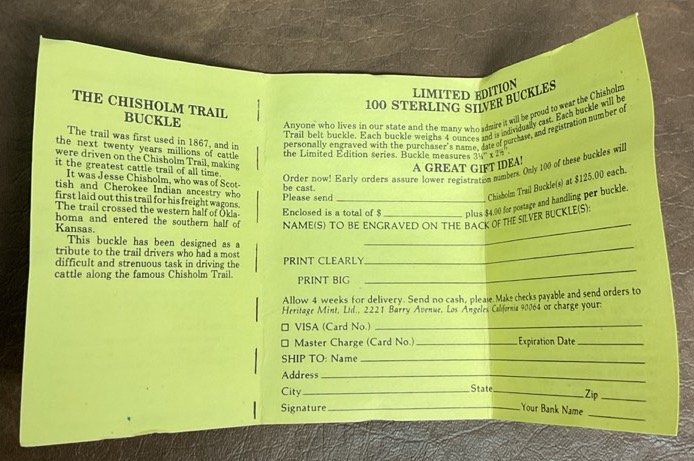 THE CHISHOLM TRAIL
BUCKLE
The trail was first used in 1867, and in
the next twenty years millions of cattle
were driven on the Chisholm Trail, making
it the greatest cattle trail of all time.
It was Jesse Chisholm, who was of Scot-
tish and Cherokee Indian ancestry who
first laid out this trail for his freight wagons.
The trail crossed the western half of Okla-
homa and entered the southern half of
Kansas.
This buckle has been designed as a
tribute to the trail drivers who had a most
difficult and strenuous task in driving the
cattle along the famous Chisholm Trail.
LIMITED EDITION
100 STERLING SILVER BUCKLES
Anyone who lives in our state and the many who admire it will be proud to wear the Chisholm
Trail belt buckle. Each buckle weighs 4 ounces and is individually cast. Each buckle will be
personally engraved with the purchaser's name, date of purchase, and registration number of
the Limited Edition series. Buckle measures
A GREAT GIFT IDEA!
Order now! Early orders assure lower registration numbers. Only 100 of these buckles will
be cast.
Please send Chisholm Trail Buckle(s) at $125.00 each.
Enclosed is a total of $ plus $4.00 for postage and handling per buckle.
NAME(S) TO BE ENGRAVED ON THE BACK OF THE SILVER BUCKLE(S):
PRINT CLEARLY
PRINT BIG
Allow 4 weeks for delivery. Send no cash, please. Make checks payable and send orders to
Heritage Mint, Ltd., 2221 Barry Avenue, Los Angeles California 90064 or charge your:
VISA (Card No.)
Master Charge (Card No.) Expiration Date
SHIP TO: Name
Address
City State Zip
Signature Your Bank Name